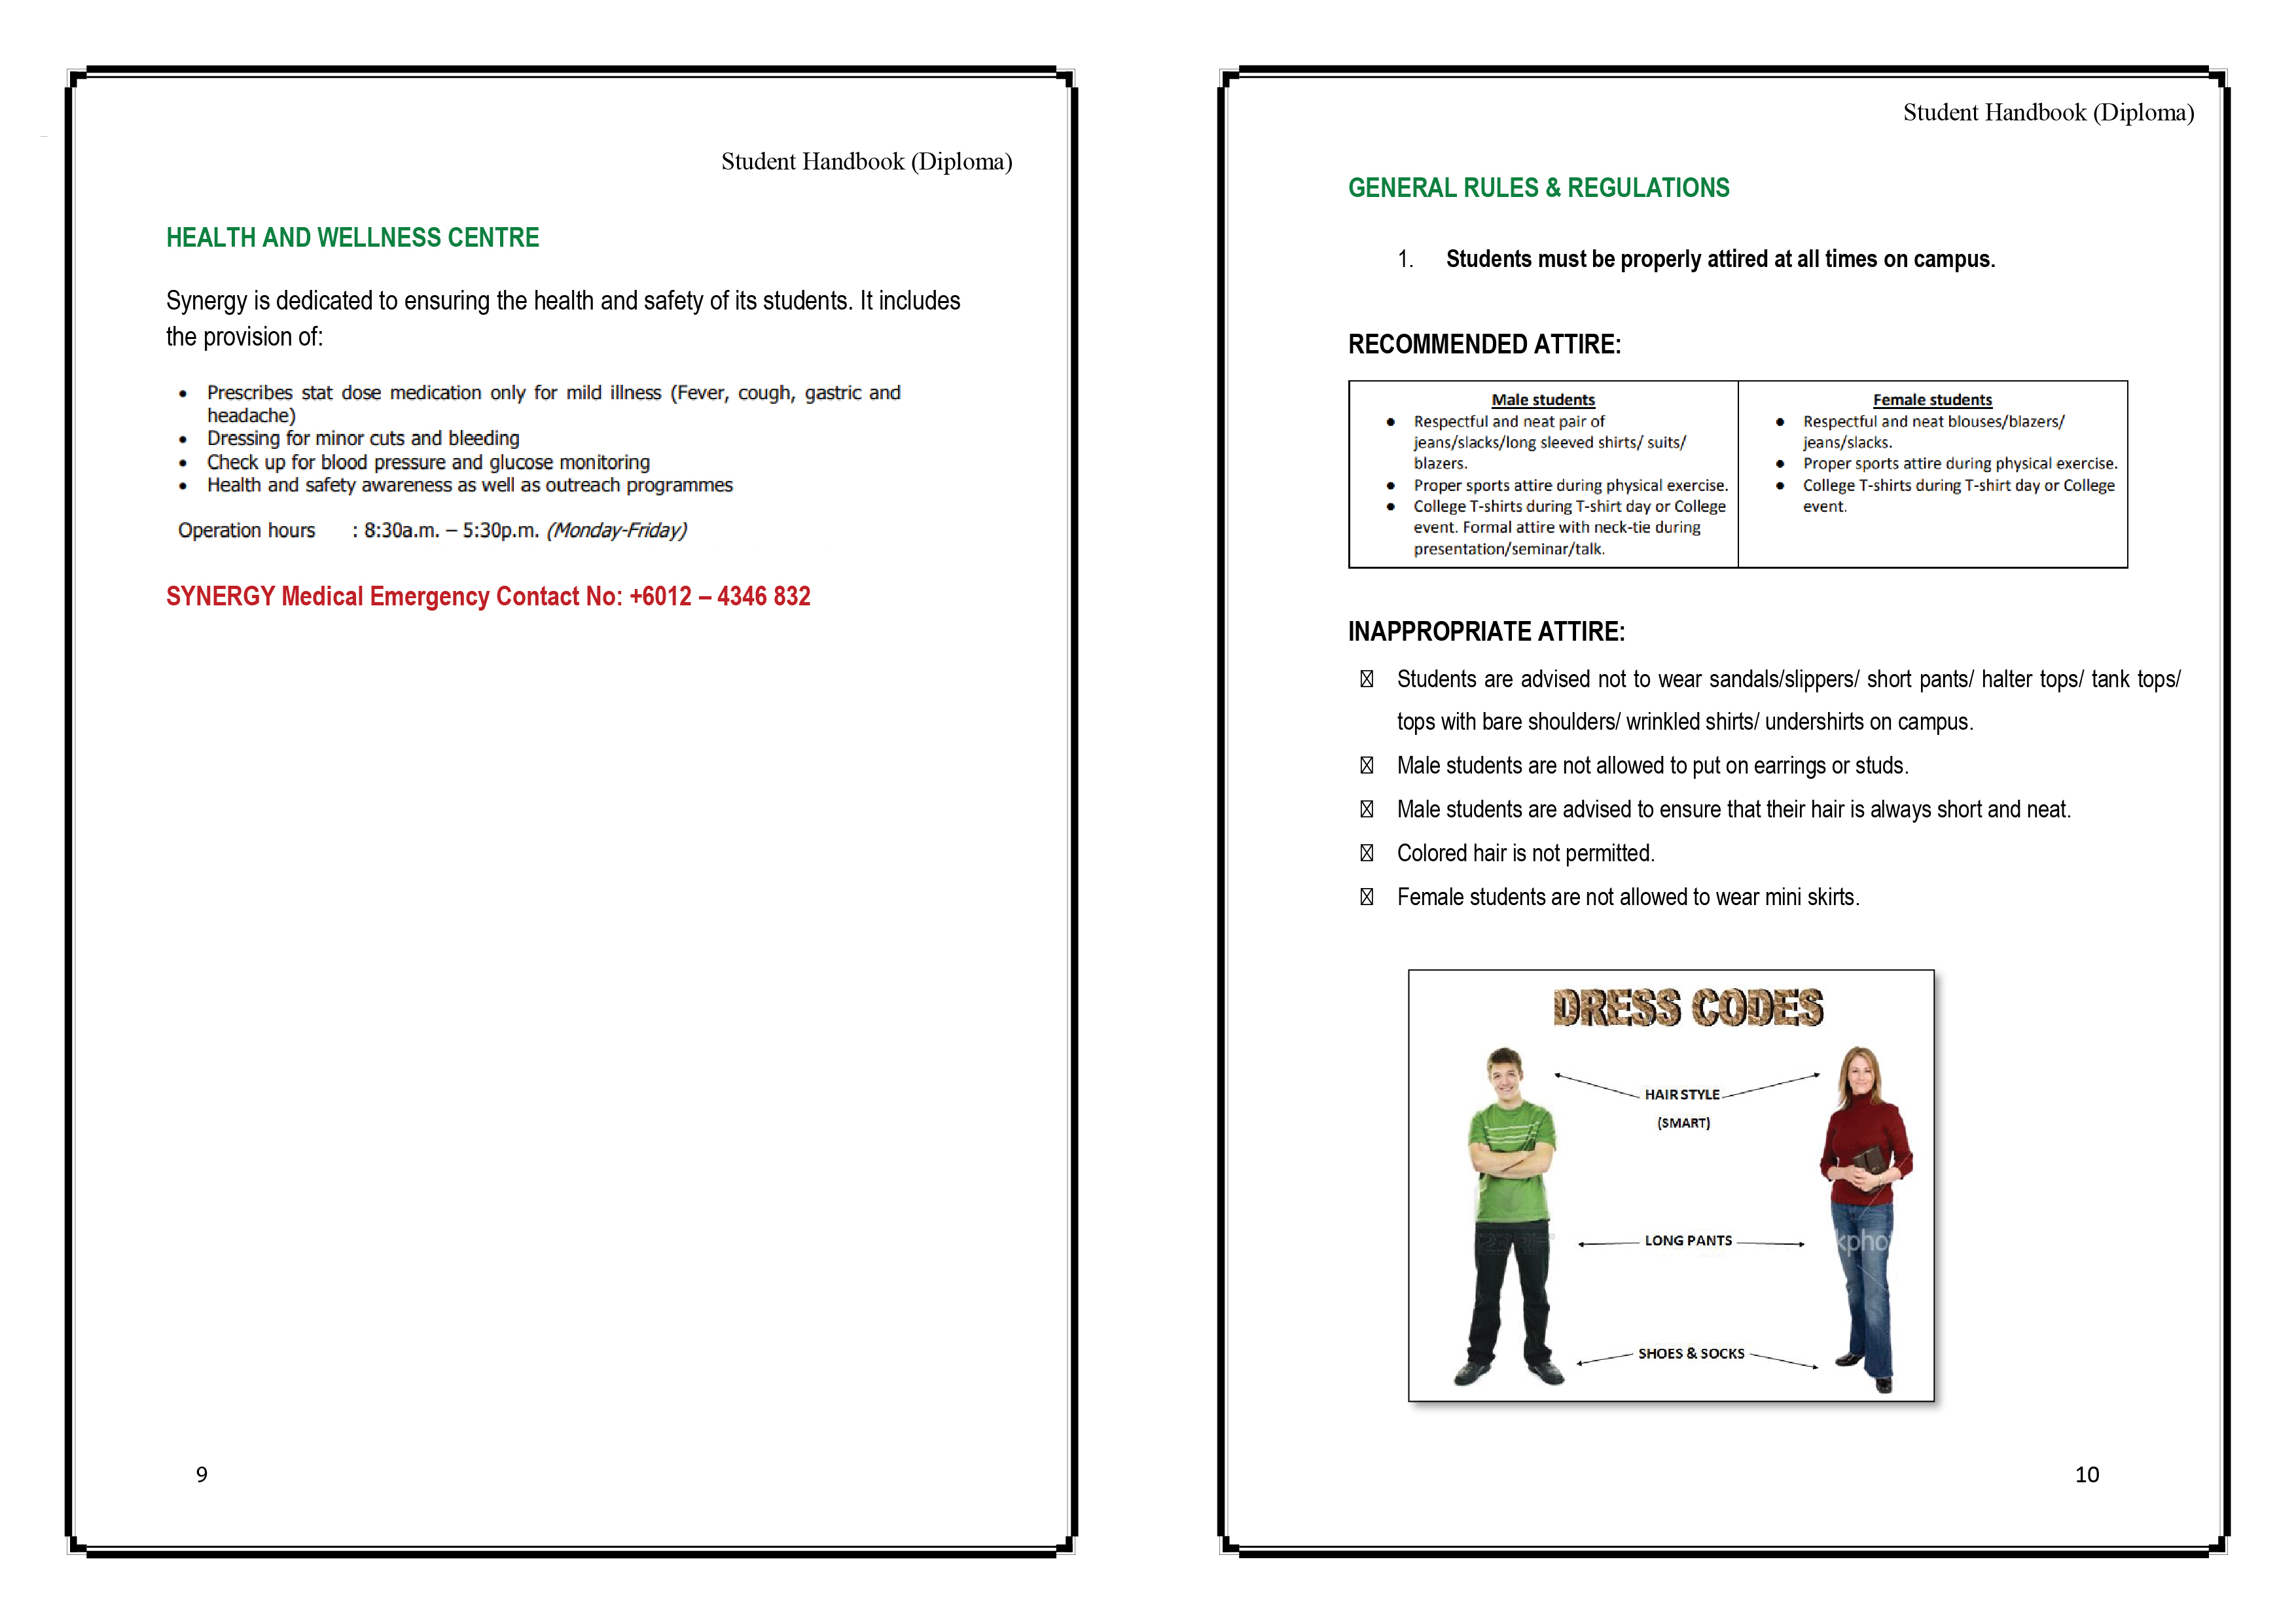 Student Handbook (Diploma)
HEALTH AND WELLNESS CENTRE
Synergy is dedicated to ensuring the health and safety of its students. It includes
the provision of:
• Prescribes stat dose medication only for mild illness (Fever, cough, gastric and
headache)
• Dressing for minor cuts and bleeding
• Check up for blood pressure and glucose monitoring
• Health and safety awareness as well as outreach programmes
Operation hours : 8:30a.m. – 5:30p.m. (Monday-Friday)
SYNERGY Medical Emergency Contact No: +6012 – 4346 832
9
Student Handbook (Diploma)
GENERAL RULES & REGULATIONS
1. Students must be properly attired at all times on campus.
RECOMMENDED ATTIRE:
Male students
● Respectful and neat pair of
jeans/slacks/long sleeved shirts/ suits/
blazers.
● Proper sports attire during physical exercise.
● College T-shirts during T-shirt day or College
event. Formal attire with neck-tie during
presentation/seminar/talk.
Female students
● Respectful and neat blouses/blazers/
jeans/slacks.
● Proper sports attire during physical exercise.
● College T-shirts during T-shirt day or College
event.
INAPPROPRIATE ATTIRE:
Students are advised not to wear sandals/slippers/ short pants/ halter tops/ tank tops/
tops with bare shoulders/ wrinkled shirts/ undershirts on campus.
Male students are not allowed to put on earrings or studs.
Male students are advised to ensure that their hair is always short and neat.
Colored hair is not permitted.
Female students are not allowed to wear mini skirts.
DRESS CODES
HAIR STYLE
(SMART)
LONG PANTS
kphot
SHOES & SOCKS
10